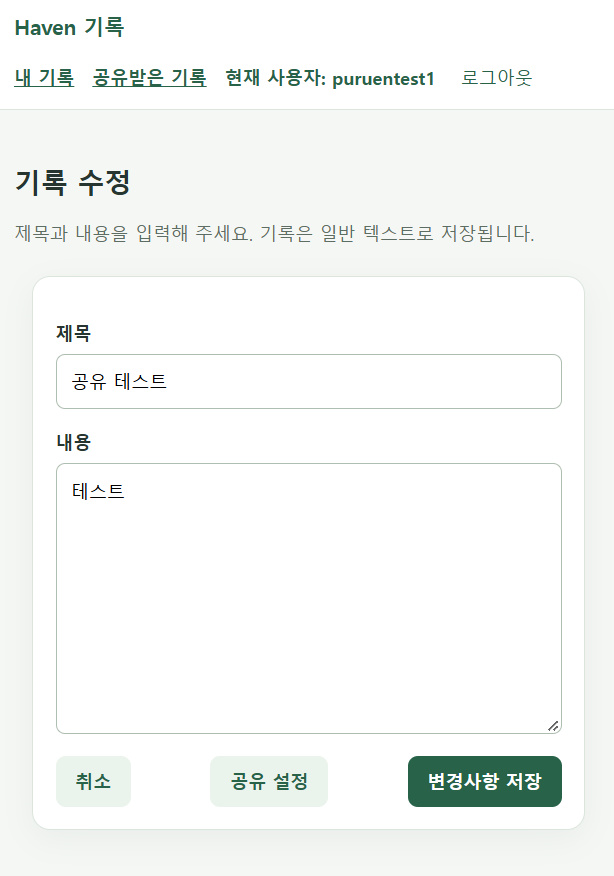 Haven 기록
내 기록 공유받은 기록 현재 사용자: puruentest1 로그아웃
기록 수정
제목과 내용을 입력해 주세요. 기록은 일반 텍스트로 저장됩니다.
제목
공유 테스트
내용
테스트
취소 공유 설정 변경사항 저장